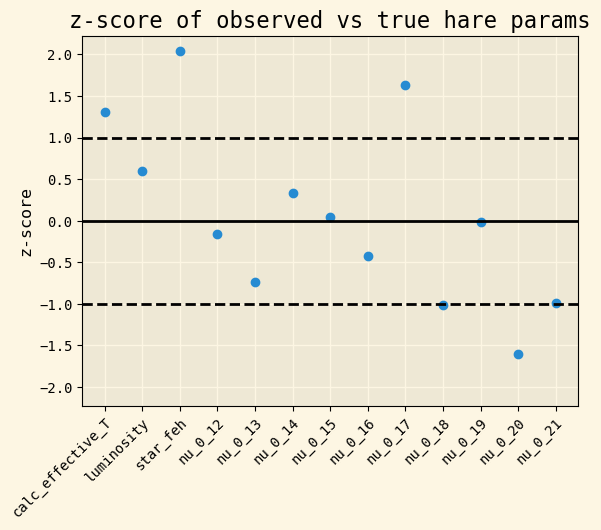 z-score of observed vs true hare params
z-score
2.0
1.5
1.0
0.5
0.0
−0.5
−1.0
−1.5
−2.0
calc_effective_T
luminosity
star_feh
nu_0_12
nu_0_13
nu_0_14
nu_0_15
nu_0_16
nu_0_17
nu_0_18
nu_0_19
nu_0_20
nu_0_21